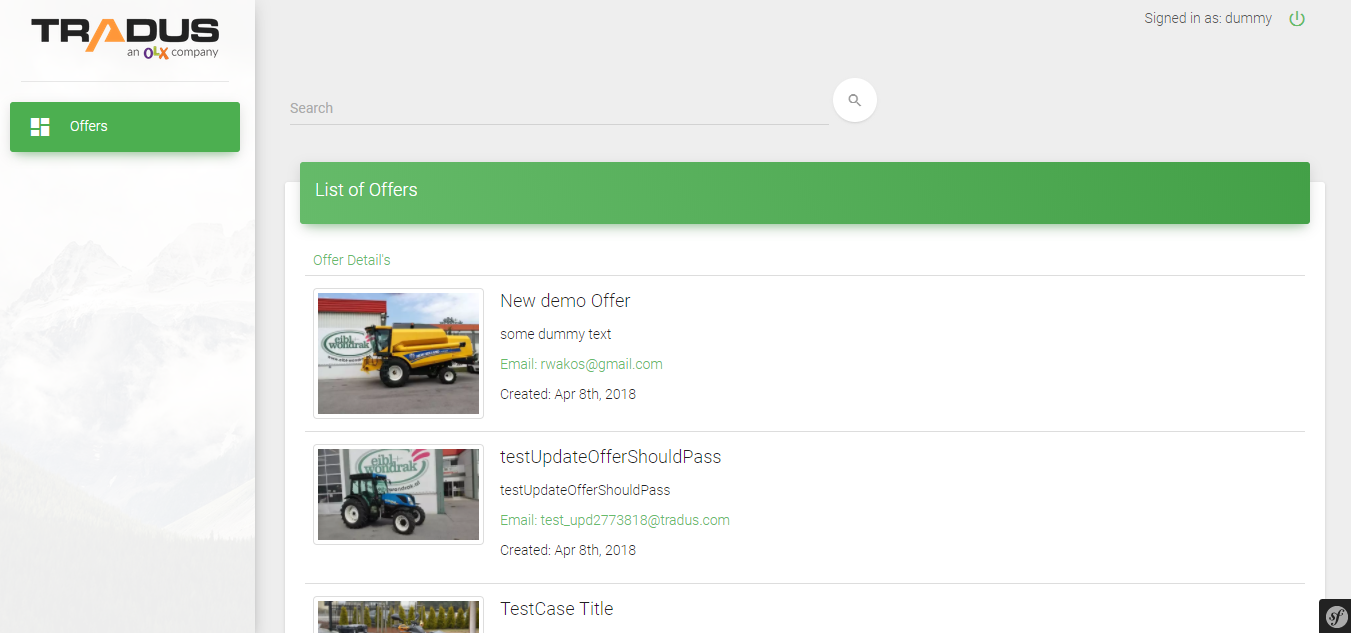 TRADUS
an OLX company
Signed in as: dummy
Offers
Search
List of Offers
Offer Detail's
eibl+
wondrak
New demo Offer
some dummy text
Email: rwakos@gmail.com
Created: Apr 8th, 2018
eibl+
wondrak
testUpdateOfferShouldPass
testUpdateOfferShouldPass
Email: test_upd2773818@tradus.com
Created: Apr 8th, 2018
TestCase Title
sf